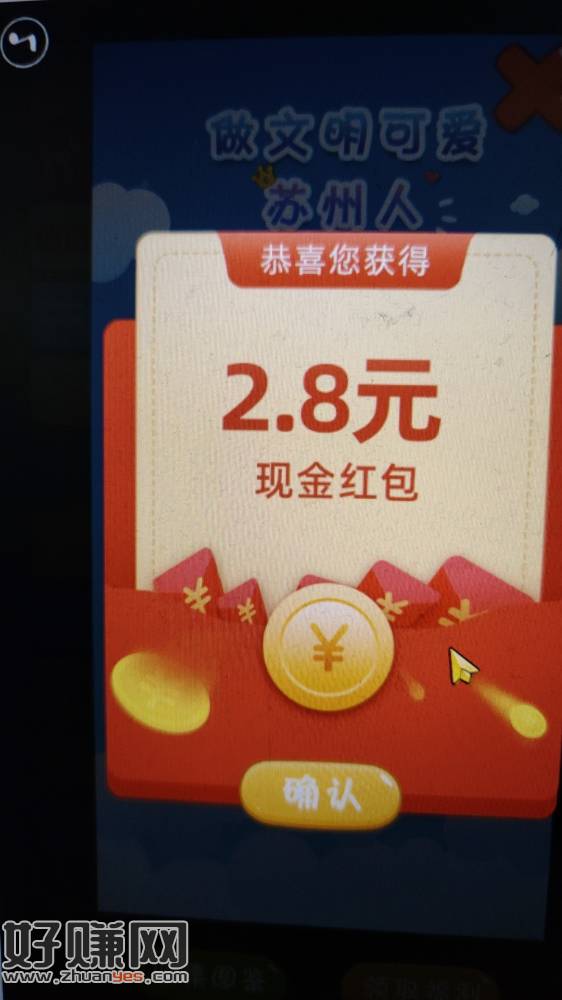 做文明可爱
苏州人
恭喜您获得
2.8元
现金红包
¥
¥
¥
¥
¥
确认
好赚网
www.zhuanyes.com